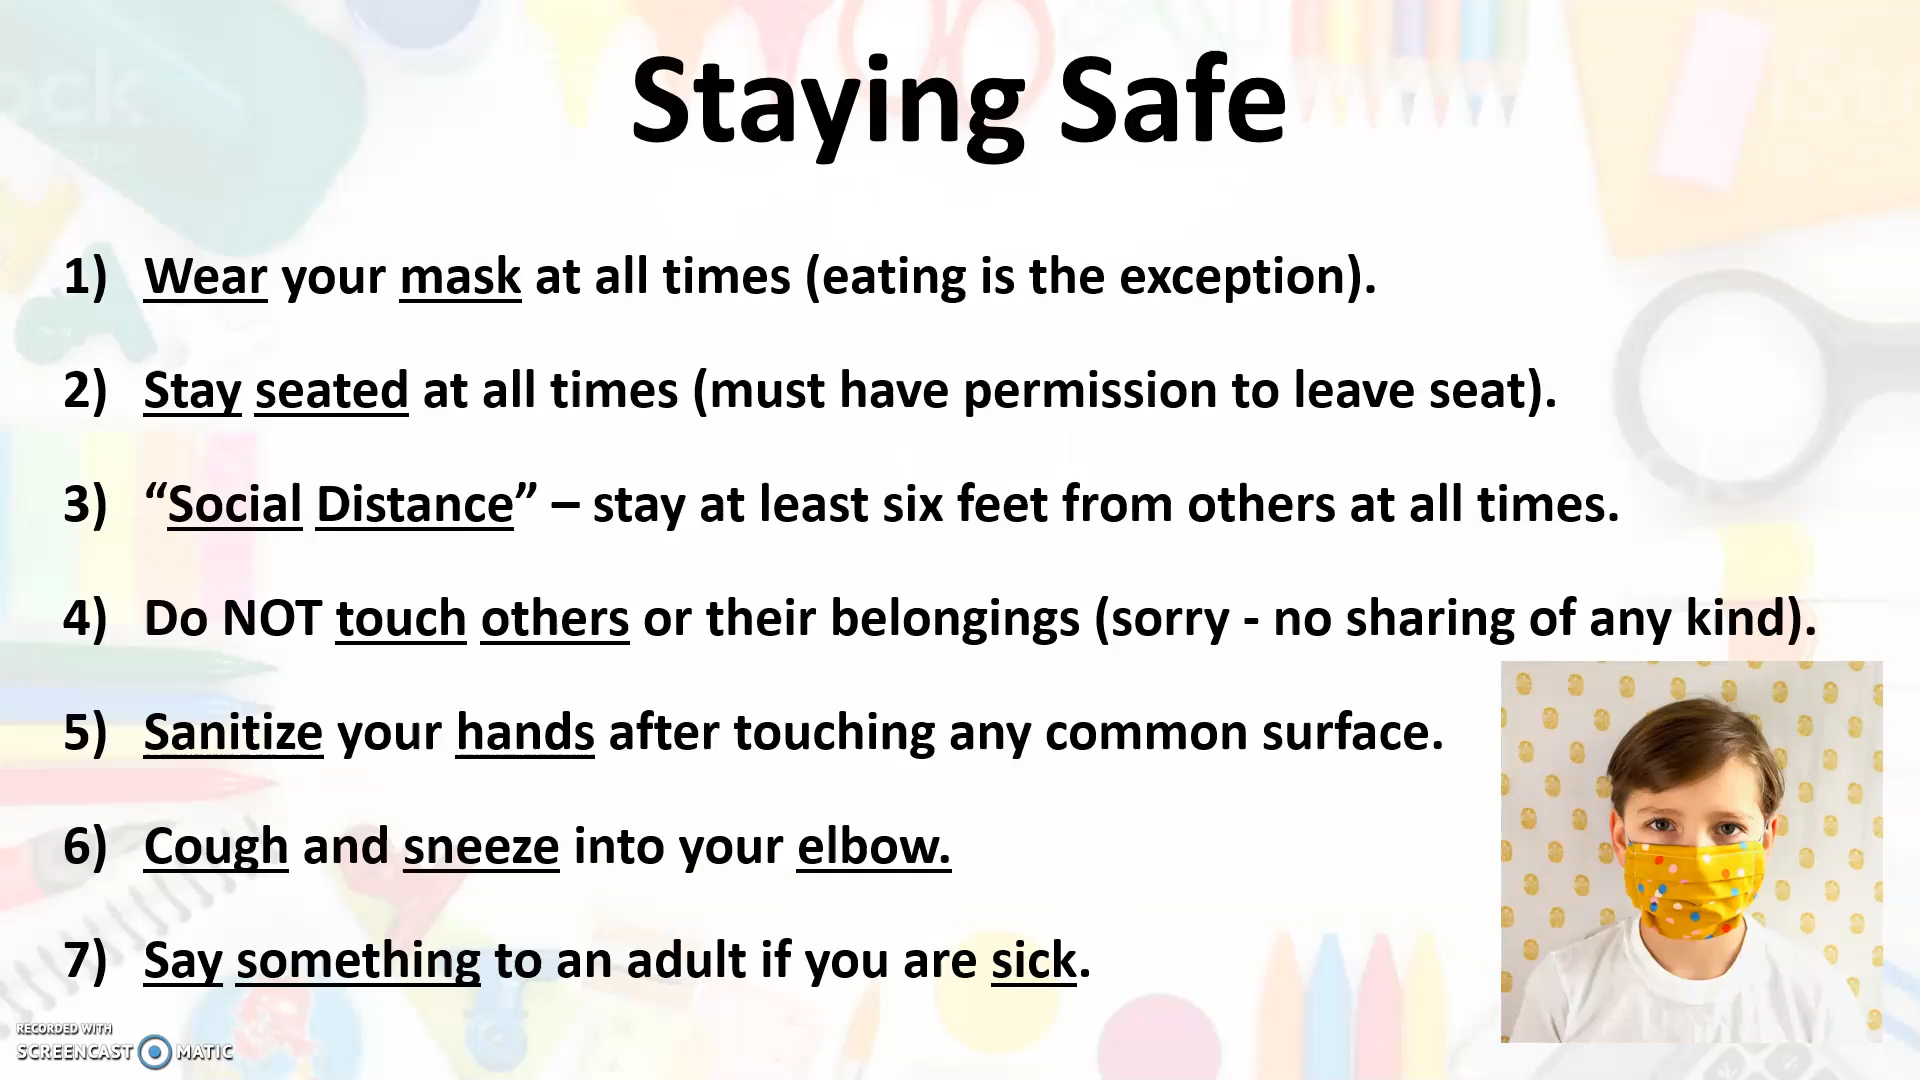 Staying Safe
1) Wear your mask at all times (eating is the exception).
2) Stay seated at all times (must have permission to leave seat).
3) “Social Distance” – stay at least six feet from others at all times.
4) Do NOT touch others or their belongings (sorry - no sharing of any kind).
5) Sanitize your hands after touching any common surface.
6) Cough and sneeze into your elbow.
7) Say something to an adult if you are sick.
RECORDED WITH
SCREENCAST MATIC